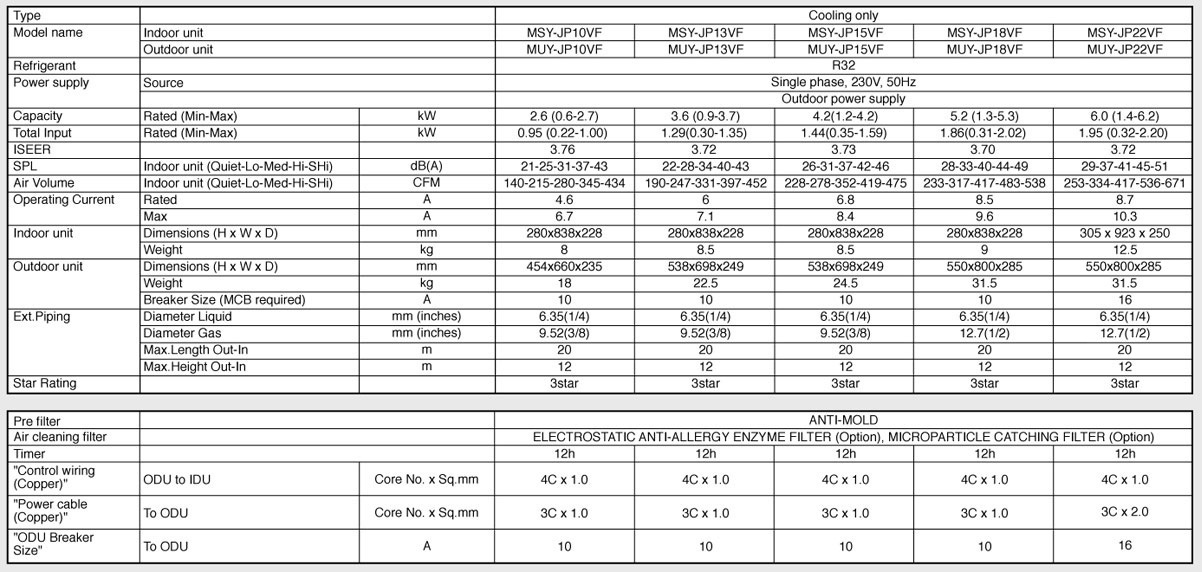 Type Cooling only
Model name Indoor unit MSY-JP10VF MSY-JP13VF MSY-JP15VF MSY-JP18VF MSY-JP22VF
Outdoor unit MUY-JP10VF MUY-JP13VF MUY-JP15VF MUY-JP18VF MUY-JP22VF
Refrigerant R32
Power supply Source Single phase, 230V, 50Hz
Outdoor power supply
Capacity Rated (Min-Max) kW 2.6 (0.6-2.7) 3.6 (0.9-3.7) 4.2(1.2-4.2) 5.2 (1.3-5.3) 6.0 (1.4-6.2)
Total Input Rated (Min-Max) kW 0.95 (0.22-1.00) 1.29(0.30-1.35) 1.44(0.35-1.59) 1.86(0.31-2.02) 1.95 (0.32-2.20)
ISEER 3.76 3.72 3.73 3.70 3.72
SPL Indoor unit (Quiet-Lo-Med-Hi-SHi) dB(A) 21-25-31-37-43 22-28-34-40-43 26-31-37-42-46 28-33-40-44-49 29-37-41-45-51
Air Volume Indoor unit (Quiet-Lo-Med-Hi-SHi) CFM 140-215-280-345-434 190-247-331-397-452 228-278-352-419-475 233-317-417-483-538 253-334-417-536-671
Operating Current Rated A 4.6 6 6.8 8.5 8.7
Max A 6.7 7.1 8.4 9.6 10.3
Indoor unit Dimensions (H x W x D) mm 280x838x228 280x838x228 280x838x228 280x838x228 305 x 923 x 250
Weight kg 8 8.5 8.5 9 12.5
Outdoor unit Dimensions (H x W x D) mm 454x660x235 538x698x249 538x698x249 550x800x285 550x800x285
Weight kg 18 22.5 24.5 31.5 31.5
Breaker Size (MCB required) A 10 10 10 10 16
Ext.Piping Diameter Liquid mm (inches) 6.35(1/4) 6.35(1/4) 6.35(1/4) 6.35(1/4) 6.35(1/4)
Diameter Gas mm (inches) 9.52(3/8) 9.52(3/8) 9.52(3/8) 12.7(1/2) 12.7(1/2)
Max.Length Out-In m 20 20 20 20 20
Max.Height Out-In m 12 12 12 12 12
Star Rating 3star 3star 3star 3star 3star
Pre filter ANTI-MOLD
Air cleaning filter ELECTROSTATIC ANTI-ALLERGY ENZYME FILTER (Option), MICROPARTICLE CATCHING FILTER (Option)
Timer 12h 12h 12h 12h 12h
"Control wiring
(Copper)" ODU to IDU Core No. x Sq.mm 4C x 1.0 4C x 1.0 4C x 1.0 4C x 1.0 4C x 1.0
"Power cable
(Copper)" To ODU Core No. x Sq.mm 3C x 1.0 3C x 1.0 3C x 1.0 3C x 1.0 3C x 2.0
"ODU Breaker
Size" To ODU A 10 10 10 10 16